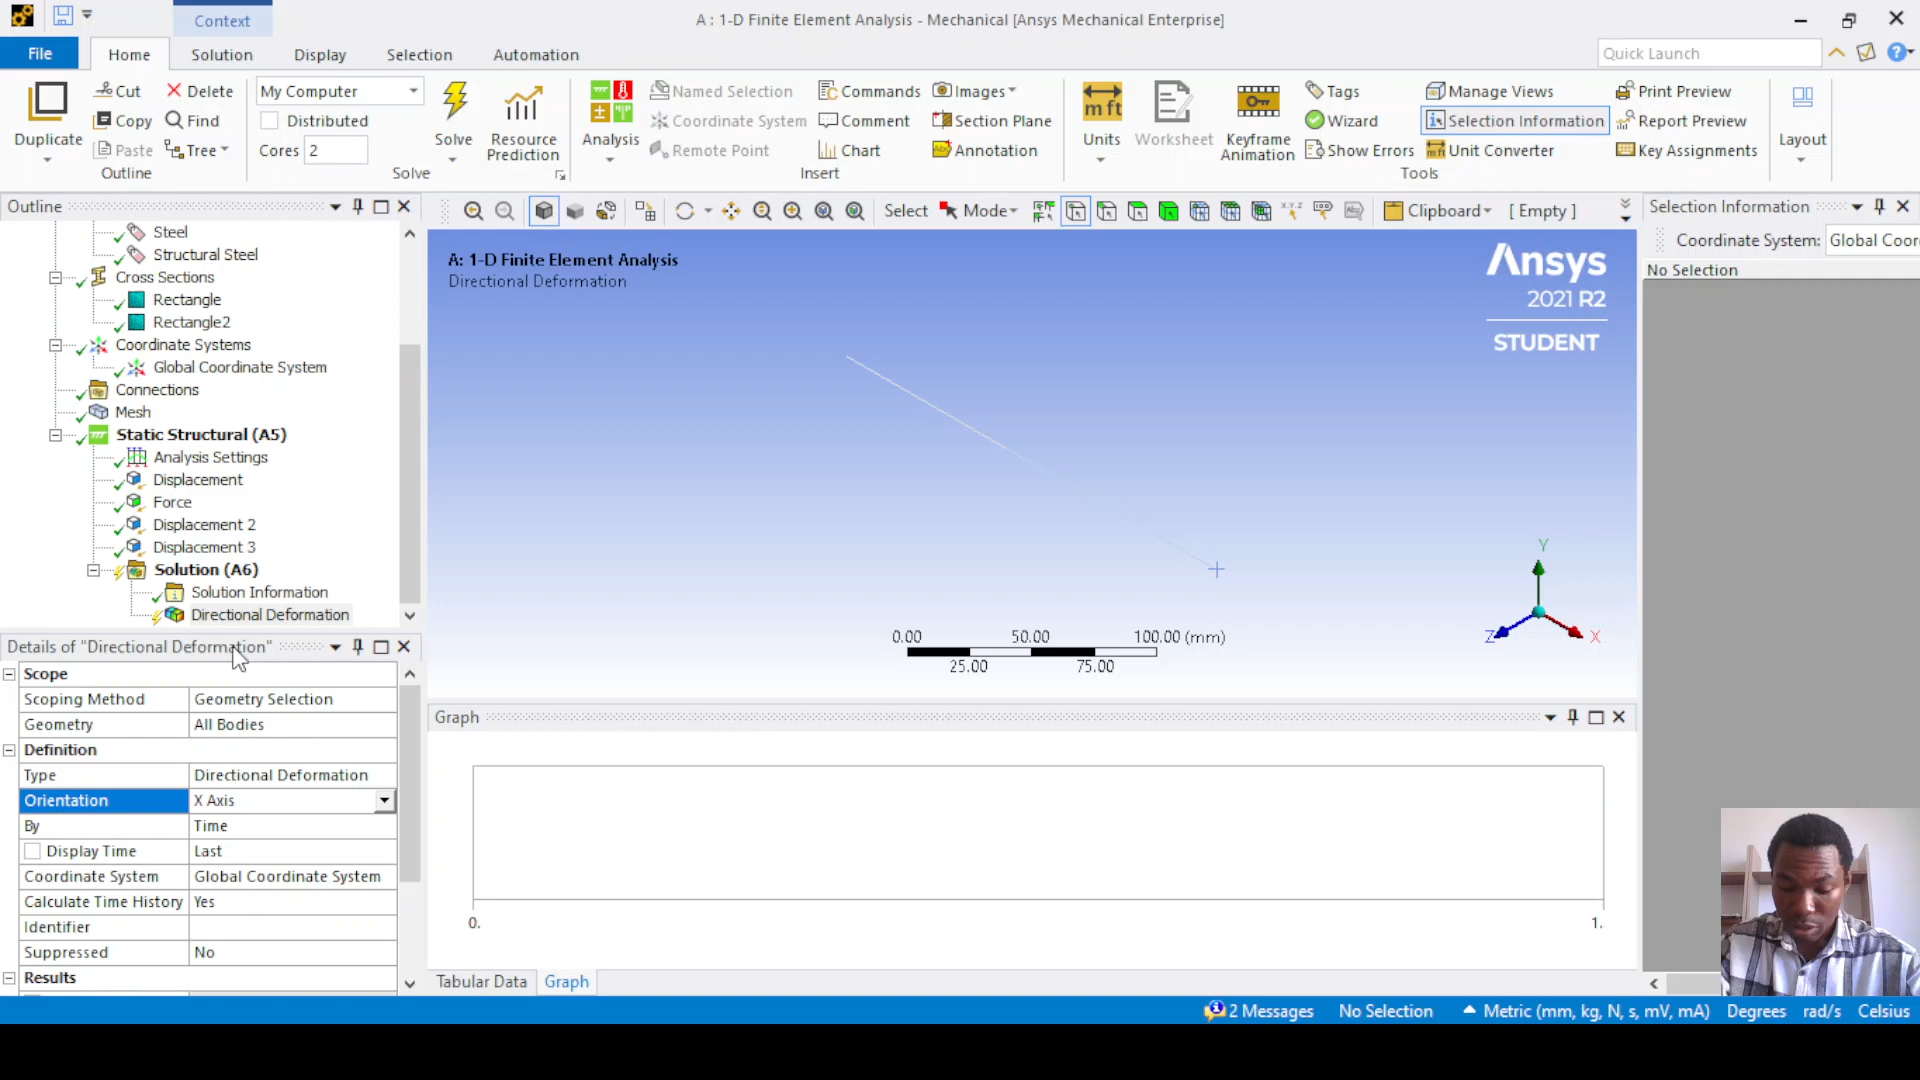 Context
A : 1-D Finite Element Analysis - Mechanical [Ansys Mechanical Enterprise]
File Home Solution Display Selection Automation
Quick Launch
Duplicate
Cut
Delete
Copy
Find
Paste
Tree
Outline
My Computer
Distributed
Cores 2
Solve
Resource
Prediction
Solve
Analysis
Named Selection
Coordinate System
Remote Point
Commands
Comment
Chart
Images
Section Plane
Annotation
Insert
m ft
Units
Worksheet
Keyframe
Animation
Tags
Wizard
Show Errors
Manage Views
Selection Information
Unit Converter
Print Preview
Report Preview
Key Assignments
Tools
Layout
Outline
Steel
Structural Steel
Cross Sections
Rectangle
Rectangle2
Coordinate Systems
Global Coordinate System
Connections
Mesh
Static Structural (A5)
Analysis Settings
Displacement
Force
Displacement 2
Displacement 3
Solution (A6)
Solution Information
Directional Deformation
Select Mode Clipboard [ Empty ]
A: 1-D Finite Element Analysis
Directional Deformation
Ansys
2021 R2
STUDENT
0.00 50.00 100.00 (mm)
25.00 75.00
Y
Z
X
Selection Information
Coordinate System: Global Coor
No Selection
Details of "Directional Deformation"
Scope
Scoping Method Geometry Selection
Geometry All Bodies
Definition
Type Directional Deformation
Orientation X Axis
By Time
Display Time Last
Coordinate System Global Coordinate System
Calculate Time History Yes
Identifier
Suppressed No
Results
Graph
0. 1.
Tabular Data Graph
2 Messages No Selection Metric (mm, kg, N, s, mV, mA) Degrees rad/s Celsius